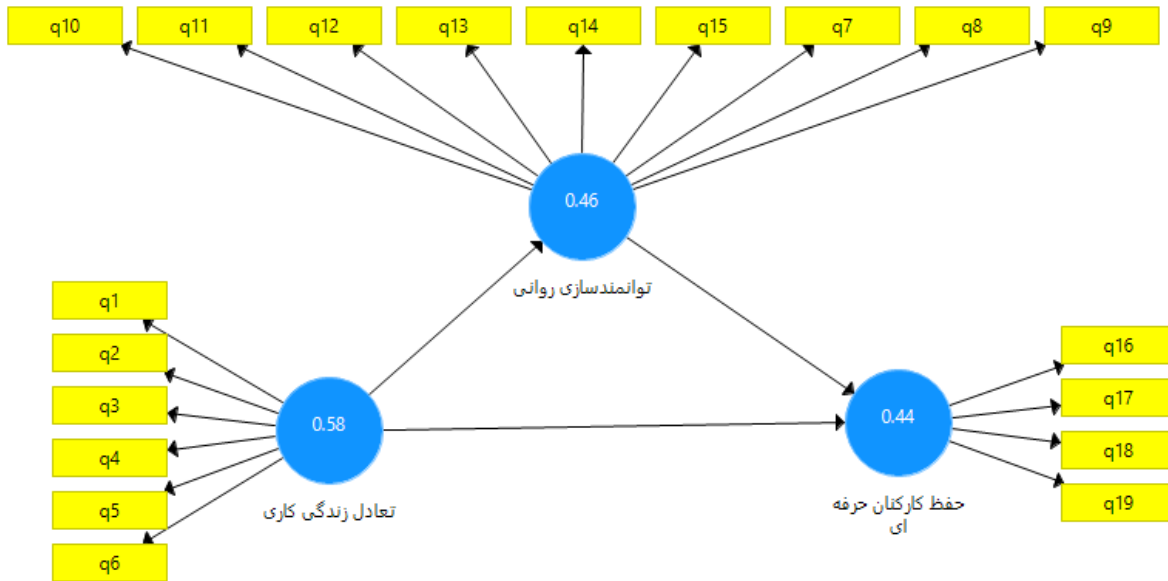 q10 q11 q12 q13 q14 q15 q7 q8 q9
0.46
توانمندسازی روانی
q1
q2
q3
q4
q5
q6
0.58
تعادل زندگی کاری
0.44
حفظ کارکنان حرفه
ای
q16
q17
q18
q19